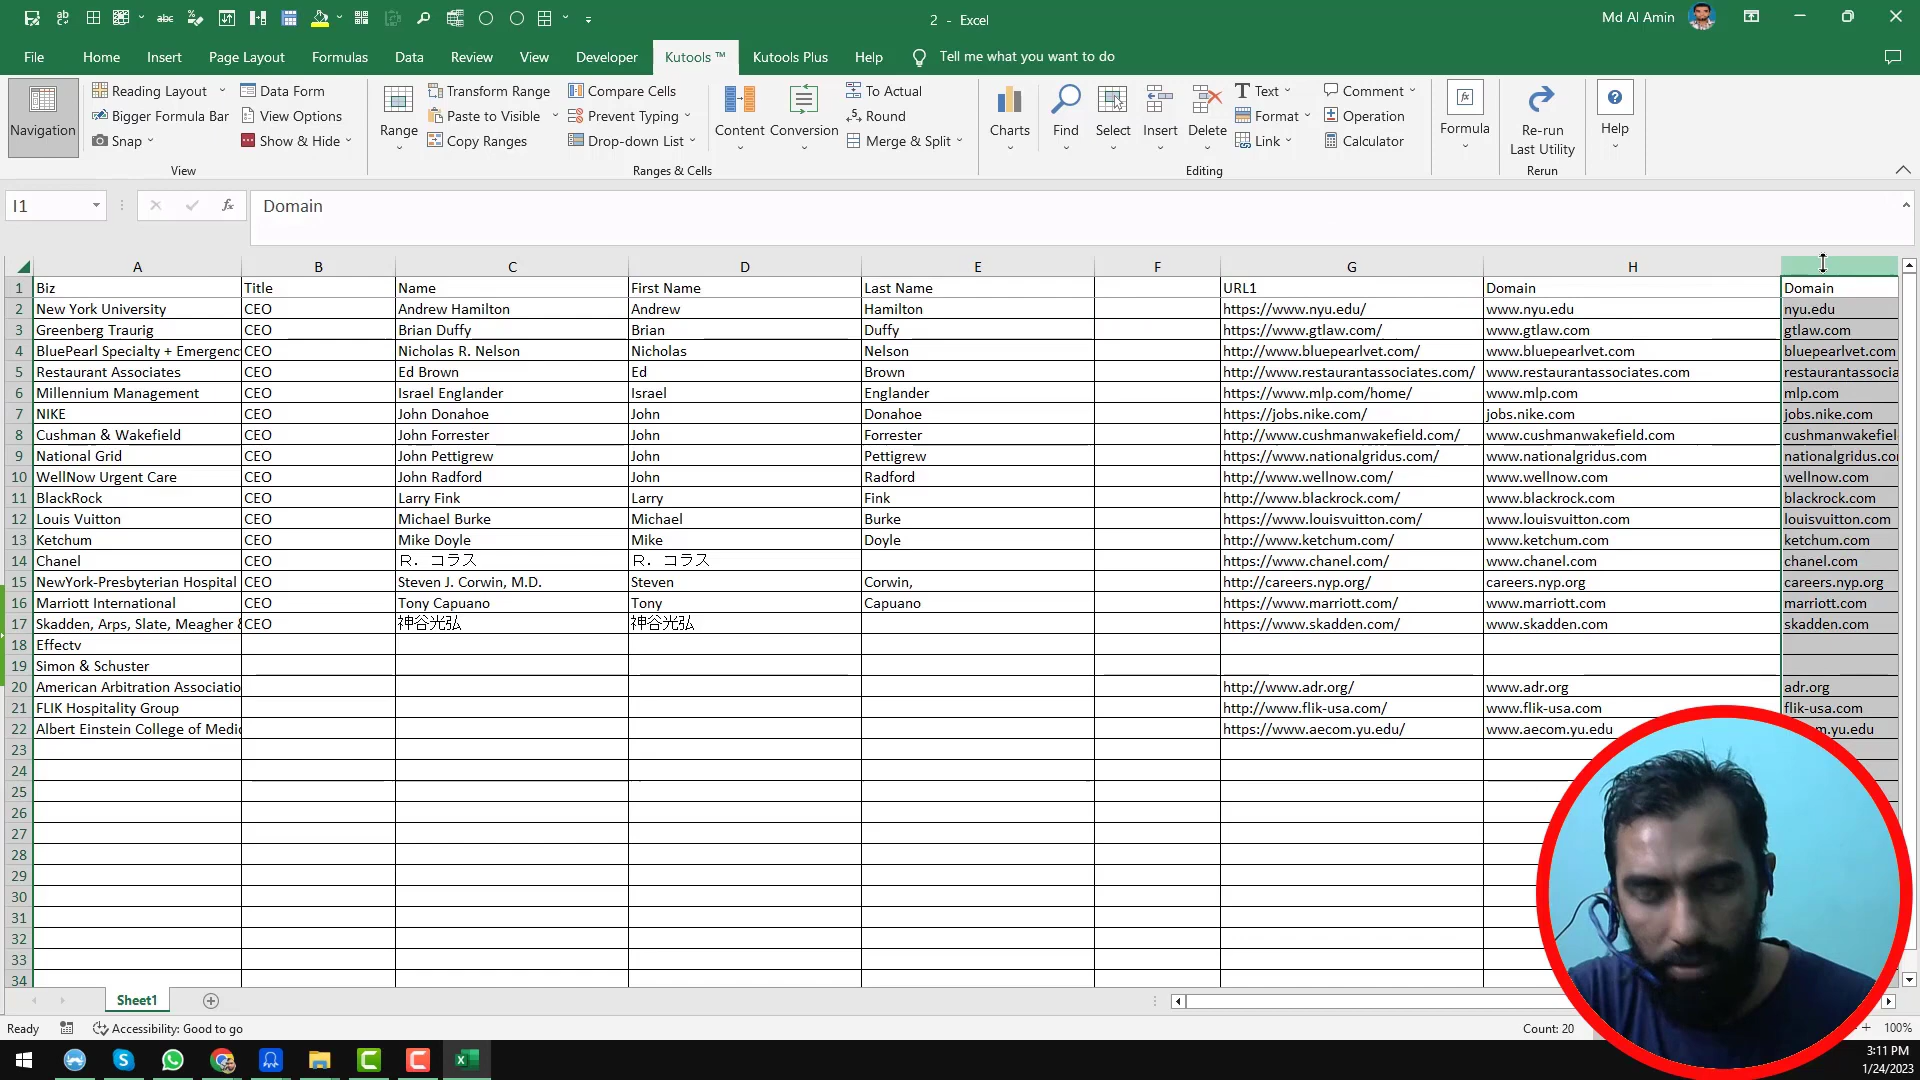 2 - Excel
Md Al Amin
File Home Insert Page Layout Formulas Data Review View Developer Kutools ™ Kutools Plus Help Tell me what you want to do
Navigation
Reading Layout
Bigger Formula Bar
Snap
Data Form
View Options
Show & Hide
View
Range
Transform Range
Paste to Visible
Copy Ranges
Compare Cells
Prevent Typing
Drop-down List
Content
Conversion
To Actual
Round
Merge & Split
Ranges & Cells
Charts
Find
Select
Insert
Delete
Text
Format
Link
Comment
Operation
Calculator
Editing
Formula
Re-run
Last Utility
Rerun
Help
I1
fx
Domain
A B C D E F G H
1 Biz Title Name First Name Last Name URL1 Domain Domain
2 New York University CEO Andrew Hamilton Andrew Hamilton https://www.nyu.edu/ www.nyu.edu nyu.edu
3 Greenberg Traurig CEO Brian Duffy Brian Duffy https://www.gtlaw.com/ www.gtlaw.com gtlaw.com
4 BluePearl Specialty + Emergenc CEO Nicholas R. Nelson Nicholas Nelson http://www.bluepearlvet.com/ www.bluepearlvet.com bluepearlvet.com
5 Restaurant Associates CEO Ed Brown Ed Brown http://www.restaurantassociates.com/ www.restaurantassociates.com restaurantassocia
6 Millennium Management CEO Israel Englander Israel Englander https://www.mlp.com/home/ www.mlp.com mlp.com
7 NIKE CEO John Donahoe John Donahoe https://jobs.nike.com/ jobs.nike.com jobs.nike.com
8 Cushman & Wakefield CEO John Forrester John Forrester http://www.cushmanwakefield.com/ www.cushmanwakefield.com cushmanwakefiel
9 National Grid CEO John Pettigrew John Pettigrew https://www.nationalgridus.com/ www.nationalgridus.com nationalgridus.co
10 WellNow Urgent Care CEO John Radford John Radford http://www.wellnow.com/ www.wellnow.com wellnow.com
11 BlackRock CEO Larry Fink Larry Fink http://www.blackrock.com/ www.blackrock.com blackrock.com
12 Louis Vuitton CEO Michael Burke Michael Burke https://www.louisvuitton.com/ www.louisvuitton.com louisvuitton.com
13 Ketchum CEO Mike Doyle Mike Doyle http://www.ketchum.com/ www.ketchum.com ketchum.com
14 Chanel CEO R．コラス R．コラス https://www.chanel.com/ www.chanel.com chanel.com
15 NewYork-Presbyterian Hospital CEO Steven J. Corwin, M.D. Steven Corwin, http://careers.nyp.org/ careers.nyp.org careers.nyp.org
16 Marriott International CEO Tony Capuano Tony Capuano https://www.marriott.com/ www.marriott.com marriott.com
17 Skadden, Arps, Slate, Meagher & CEO 神谷光弘 神谷光弘 https://www.skadden.com/ www.skadden.com skadden.com
18 Effectv
19 Simon & Schuster
20 American Arbitration Associatio http://www.adr.org/ www.adr.org adr.org
21 FLIK Hospitality Group http://www.flik-usa.com/ www.flik-usa.com flik-usa.com
22 Albert Einstein College of Medic https://www.aecom.yu.edu/ www.aecom.yu.edu m.yu.edu
23
24
25
26
27
28
29
30
31
32
33
34
Sheet1
Ready Accessibility: Good to go Count: 20 100%
3:11 PM
1/24/2023